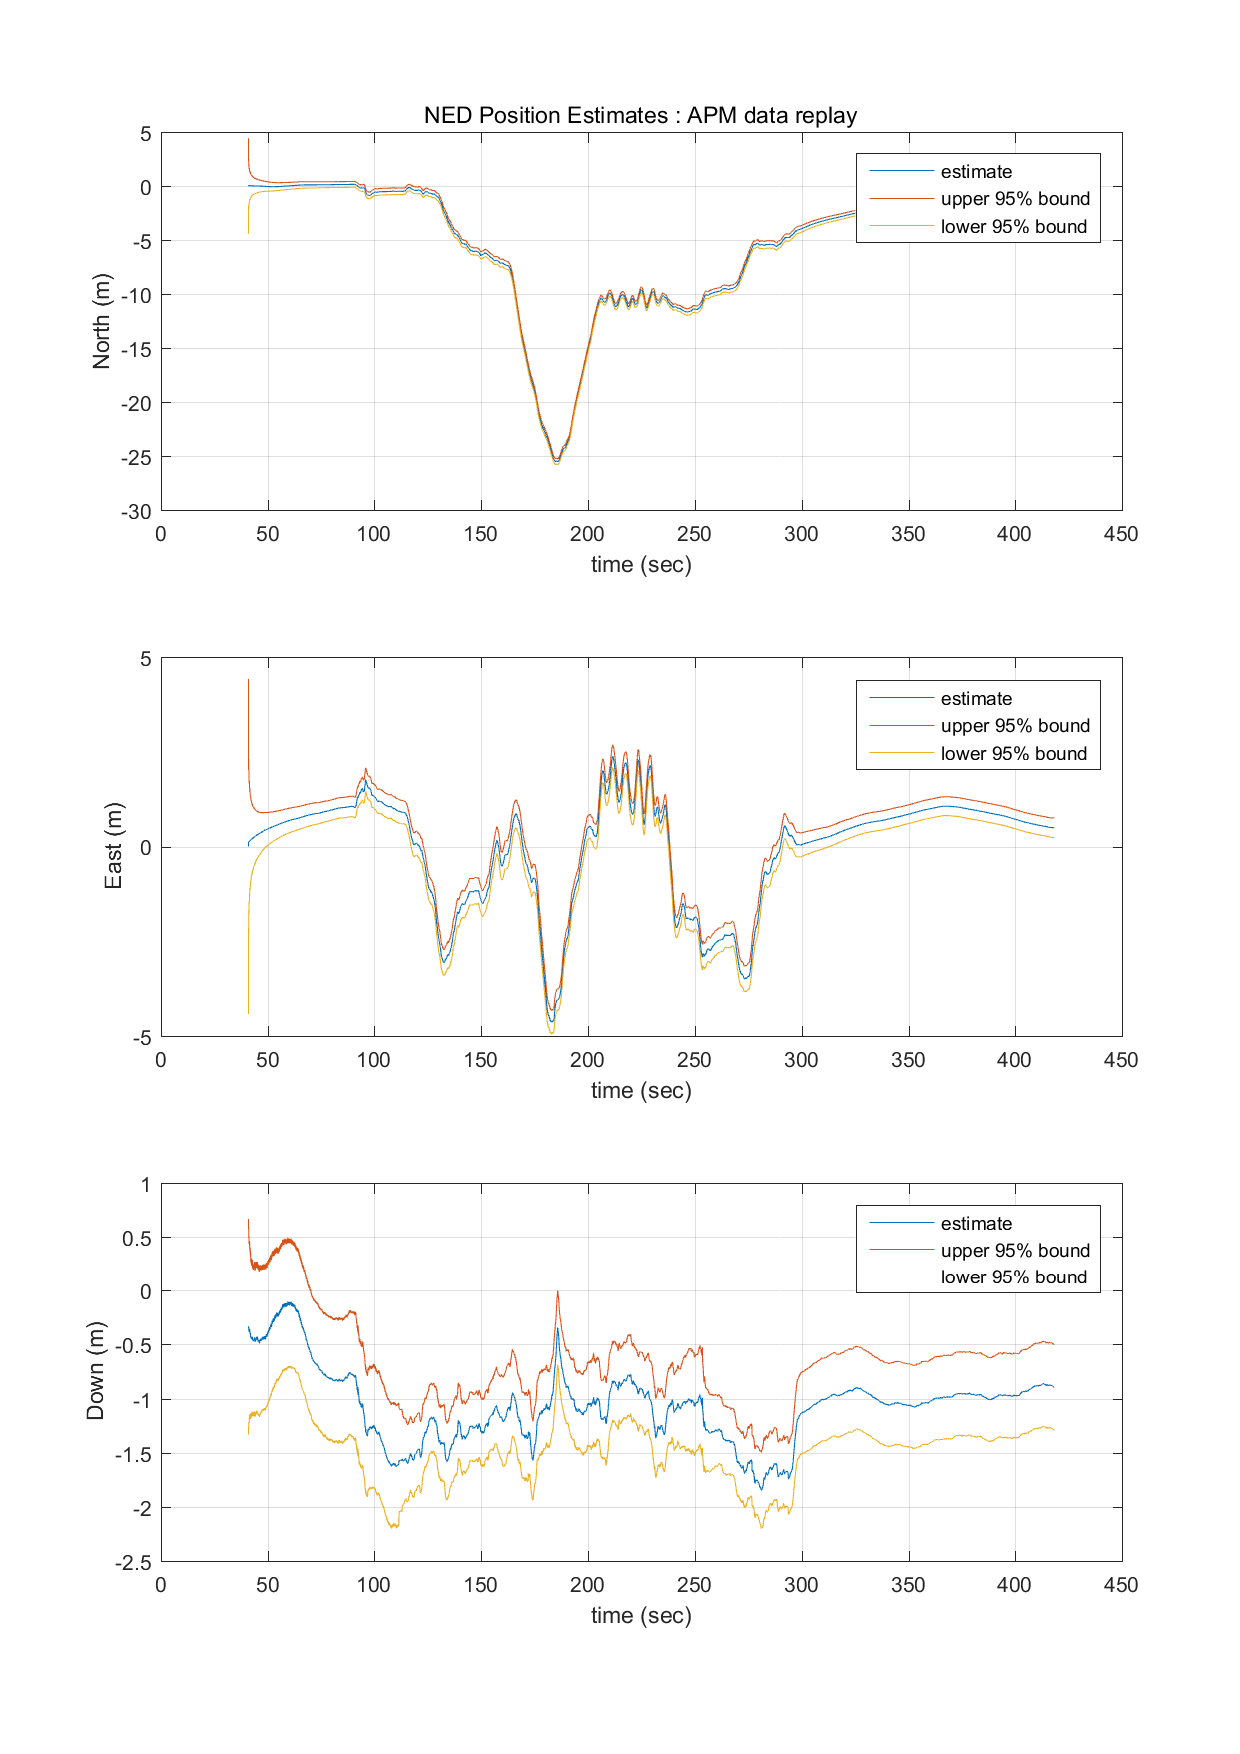 NED Position Estimates : APM data replay
5
0
-5
-10
-15
-20
-25
-30
North (m)
estimate
upper 95% bound
lower 95% bound
0 50 100 150 200 250 300 350 400 450
time (sec)
5
0
-5
East (m)
estimate
upper 95% bound
lower 95% bound
0 50 100 150 200 250 300 350 400 450
time (sec)
1
0.5
0
-0.5
-1
-1.5
-2
-2.5
Down (m)
estimate
upper 95% bound
lower 95% bound
0 50 100 150 200 250 300 350 400 450
time (sec)